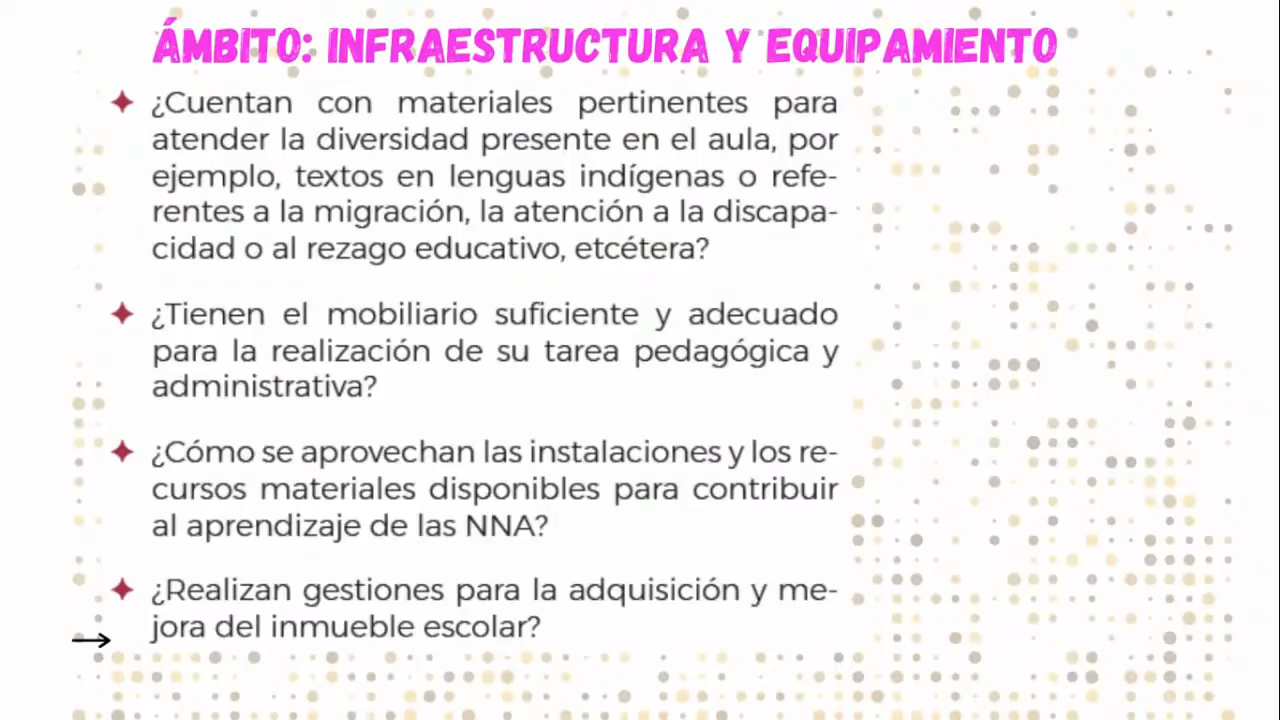 ÁMBITO: INFRAESTRUCTURA Y EQUIPAMIENTO
¿Cuentan con materiales pertinentes para
atender la diversidad presente en el aula, por
ejemplo, textos en lenguas indígenas o refe-
rentes a la migración, la atención a la discapa-
cidad o al rezago educativo, etcétera?
¿Tienen el mobiliario suficiente y adecuado
para la realización de su tarea pedagógica y
administrativa?
¿Cómo se aprovechan las instalaciones y los re-
cursos materiales disponibles para contribuir
al aprendizaje de las NNA?
¿Realizan gestiones para la adquisición y me-
jora del inmueble escolar?